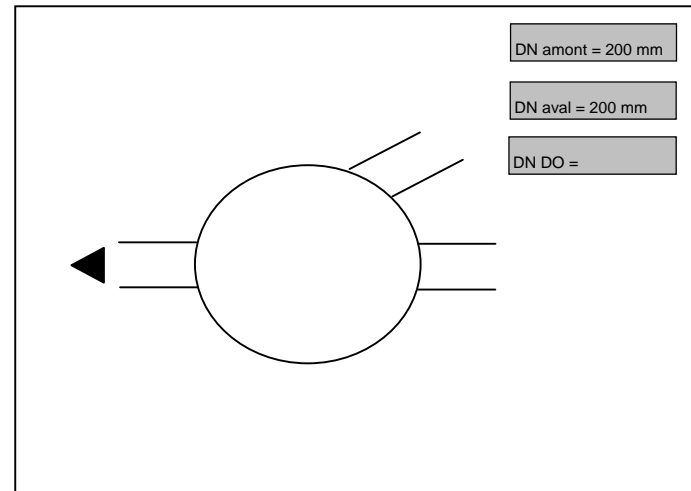 DN amont = 200 mm
DN aval = 200 mm
DN DO =